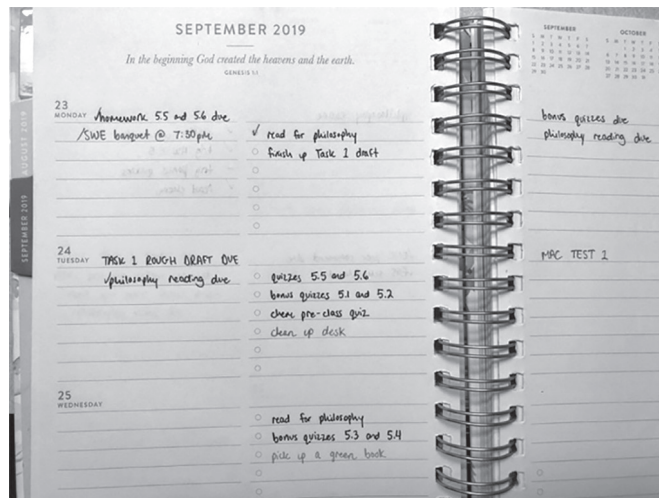 SEPTEMBER 2019
In the beginning God created the heavens and the earth.
GENESIS 1:1
AUGUST 2019
SEPTEMBER 2019
23
MONDAY
✓homework 5.5 and 5.6 due
/SWE banquet @ 7:30pm
✓ read for philosophy
finish up Task 1 draft
24
TUESDAY
TASK 1 ROUGH DRAFT DUE
✓philosophy reading due
quizzes 5.5 and 5.6
bonus quizzes 5.1 and 5.2
chem pre-class quiz
clean up desk
25
WEDNESDAY
read for philosophy
bonus quizzes 5.3 and 5.4
pick up a green book
SEPTEMBER
OCTOBER
bonus quizzes due
philosophy reading due